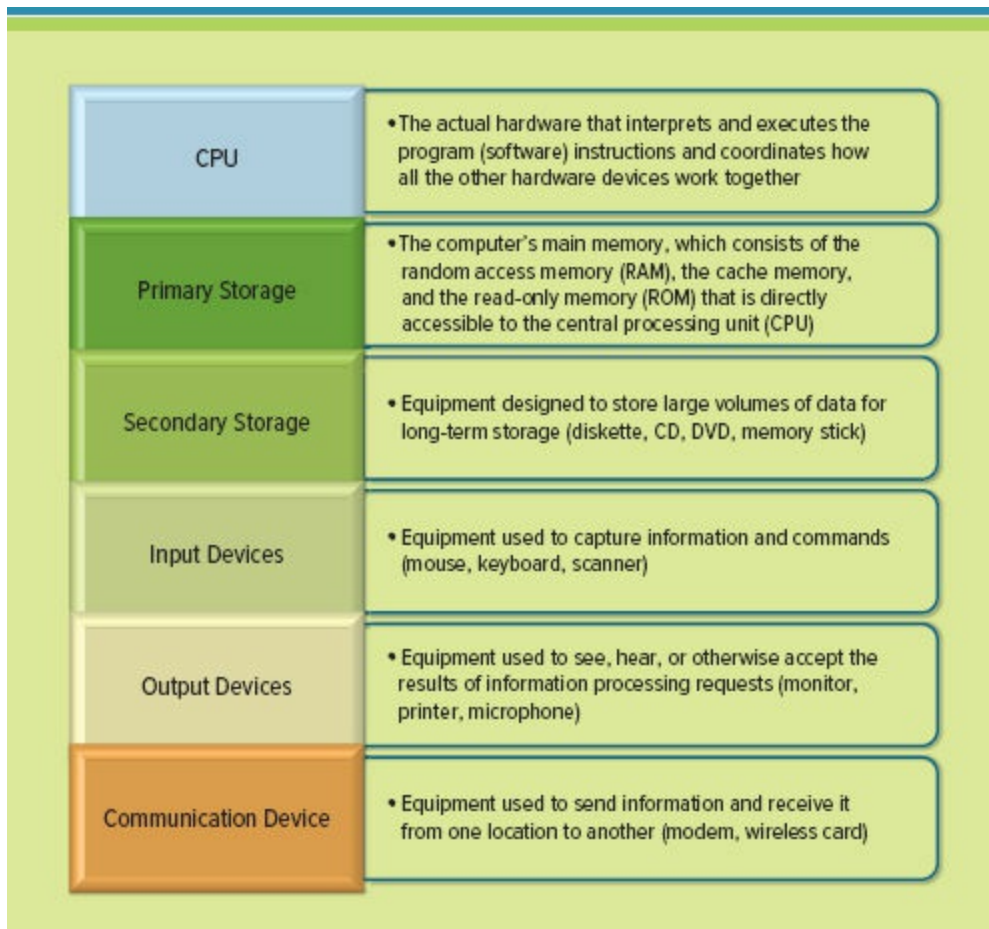 CPU
•The actual hardware that interprets and executes the
program (software) instructions and coordinates how
all the other hardware devices work together
Primary Storage
•The computer's main memory, which consists of the
random access memory (RAM), the cache memory,
and the read-only memory (ROM) that is directly
accessible to the central processing unit (CPU)
Secondary Storage
• Equipment designed to store large volumes of data for
long-term storage (diskette, CD, DVD, memory stick)
Input Devices
• Equipment used to capture information and commands
(mouse, keyboard, scanner)
Output Devices
• Equipment used to see, hear, or otherwise accept the
results of information processing requests (monitor,
printer, microphone)
Communication Device
• Equipment used to send information and receive it
from one location to another (modem, wireless card)